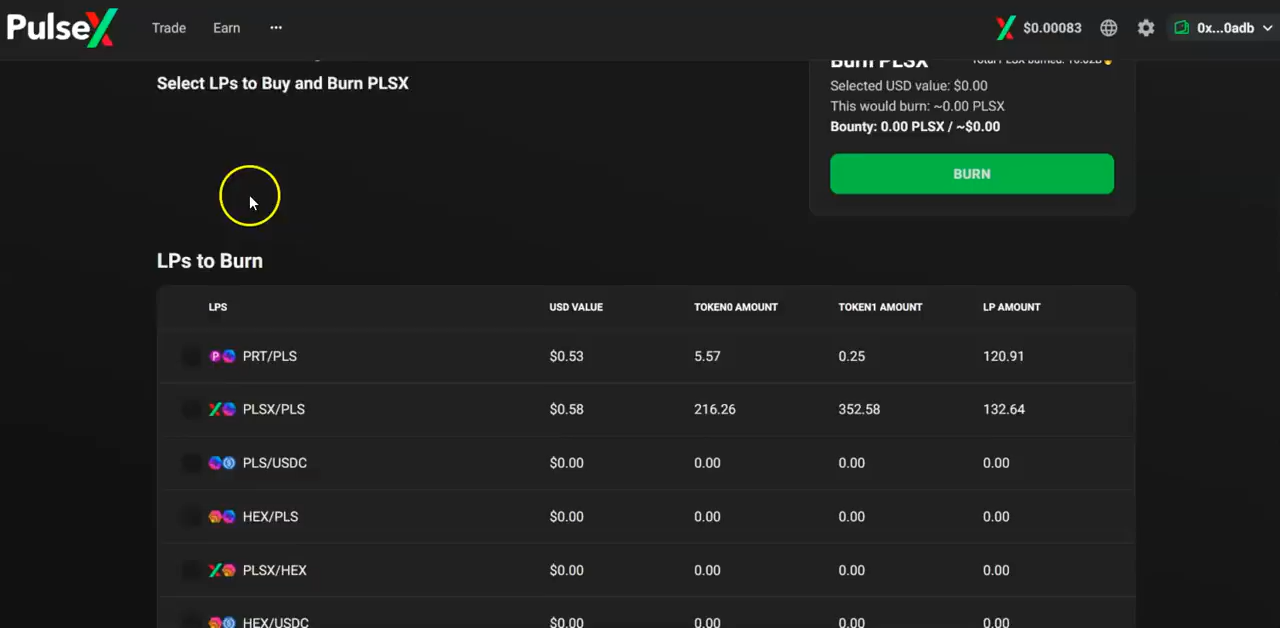 PulseX
Trade
Earn
$0.00083
0x...0adb
Select LPs to Buy and Burn PLSX
Burn PLSX
Selected USD value: $0.00
This would burn: ~0.00 PLSX
Bounty: 0.00 PLSX / ~$0.00
BURN
LPs to Burn
LPS USD VALUE TOKEN0 AMOUNT TOKEN1 AMOUNT LP AMOUNT
PRT/PLS $0.53 5.57 0.25 120.91
PLSX/PLS $0.58 216.26 352.58 132.64
PLS/USDC $0.00 0.00 0.00 0.00
HEX/PLS $0.00 0.00 0.00 0.00
PLSX/HEX $0.00 0.00 0.00 0.00
HEX/USDC $0.00 0.00 0.00 0.00